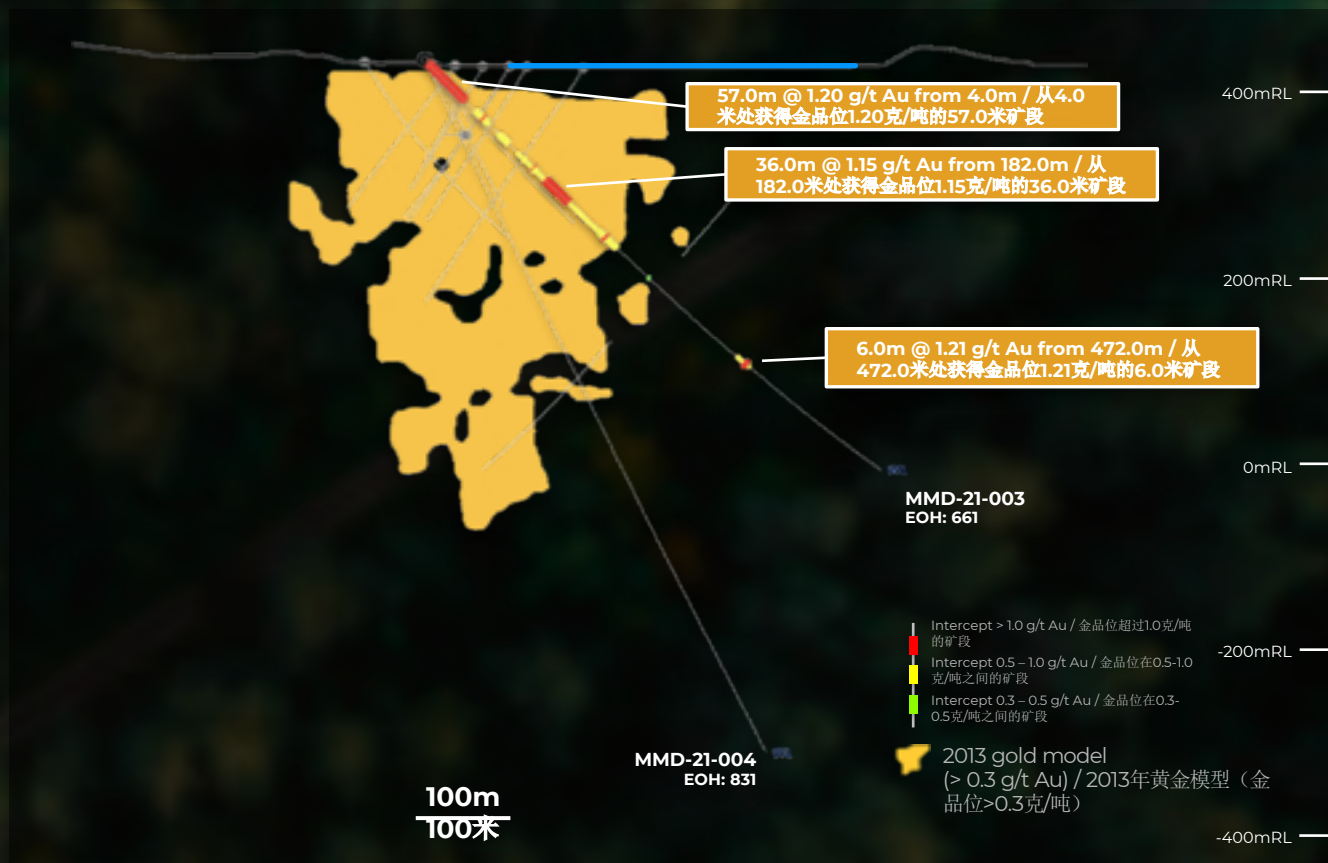 57.0m @ 1.20 g/t Au from 4.0m / 从4.0
米处获得金品位1.20克/吨的57.0米矿段
400mRL
36.0m @ 1.15 g/t Au from 182.0m / 从
182.0米处获得金品位1.15克/吨的36.0米矿段
200mRL
6.0m @ 1.21 g/t Au from 472.0m / 从
472.0米处获得金品位1.21克/吨的6.0米矿段
0mRL
MMD-21-003
EOH: 661
Intercept > 1.0 g/t Au / 金品位超过1.0克/吨
的矿段
Intercept 0.5 – 1.0 g/t Au / 金品位在0.5-1.0
克/吨之间的矿段
Intercept 0.3 – 0.5 g/t Au / 金品位在0.3-
0.5克/吨之间的矿段
-200mRL
2013 gold model
(> 0.3 g/t Au) / 2013年黄金模型（金
品位>0.3克/吨）
MMD-21-004
EOH: 831
100m
100米
-400mRL